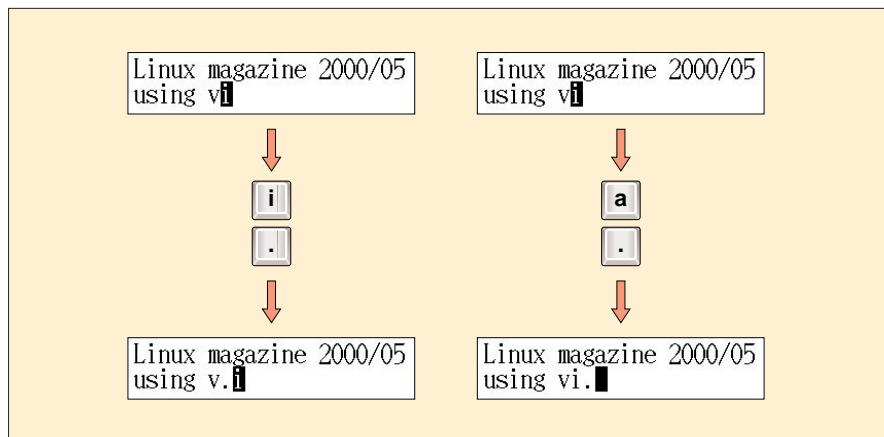 Linux magazine 2000/05
using vi
i
.
Linux magazine 2000/05
using v.i
Linux magazine 2000/05
using vi
a
.
Linux magazine 2000/05
using vi.